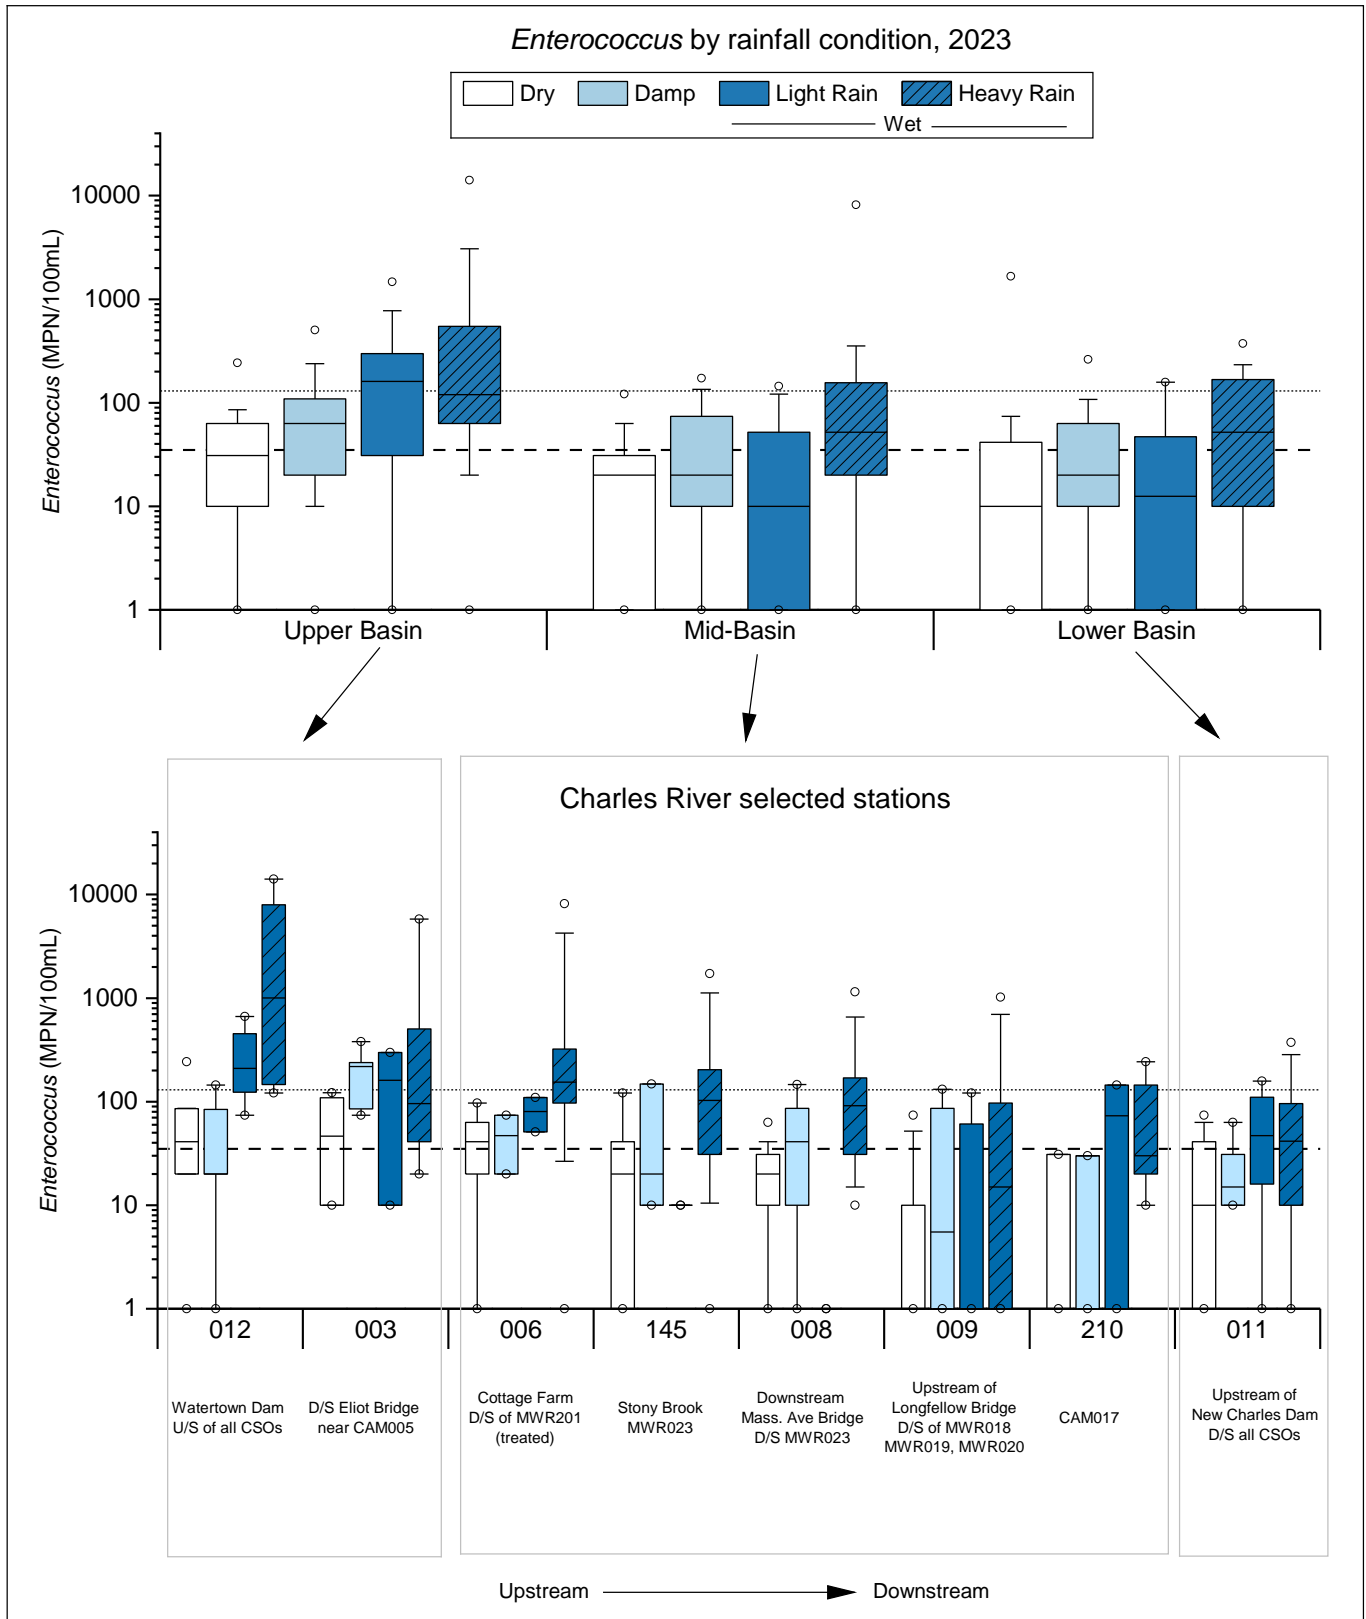 Enterococcus by rainfall condition, 2023
Dry Damp Light Rain Heavy Rain
Wet
Enterococcus (MPN/100mL)
10000
1000
100
10
1
Upper Basin Mid-Basin Lower Basin
Charles River selected stations
Enterococcus (MPN/100mL)
10000
1000
100
10
1
012 003 006 145 008 009 210 011
Watertown Dam
U/S of all CSOs
D/S Eliot Bridge
near CAM005
Cottage Farm
D/S of MWR201
(treated)
Stony Brook
MWR023
Downstream
Mass. Ave Bridge
D/S MWR023
Upstream of
Longfellow Bridge
D/S of MWR018
MWR019, MWR020
CAM017
Upstream of
New Charles Dam
D/S all CSOs
Upstream Downstream